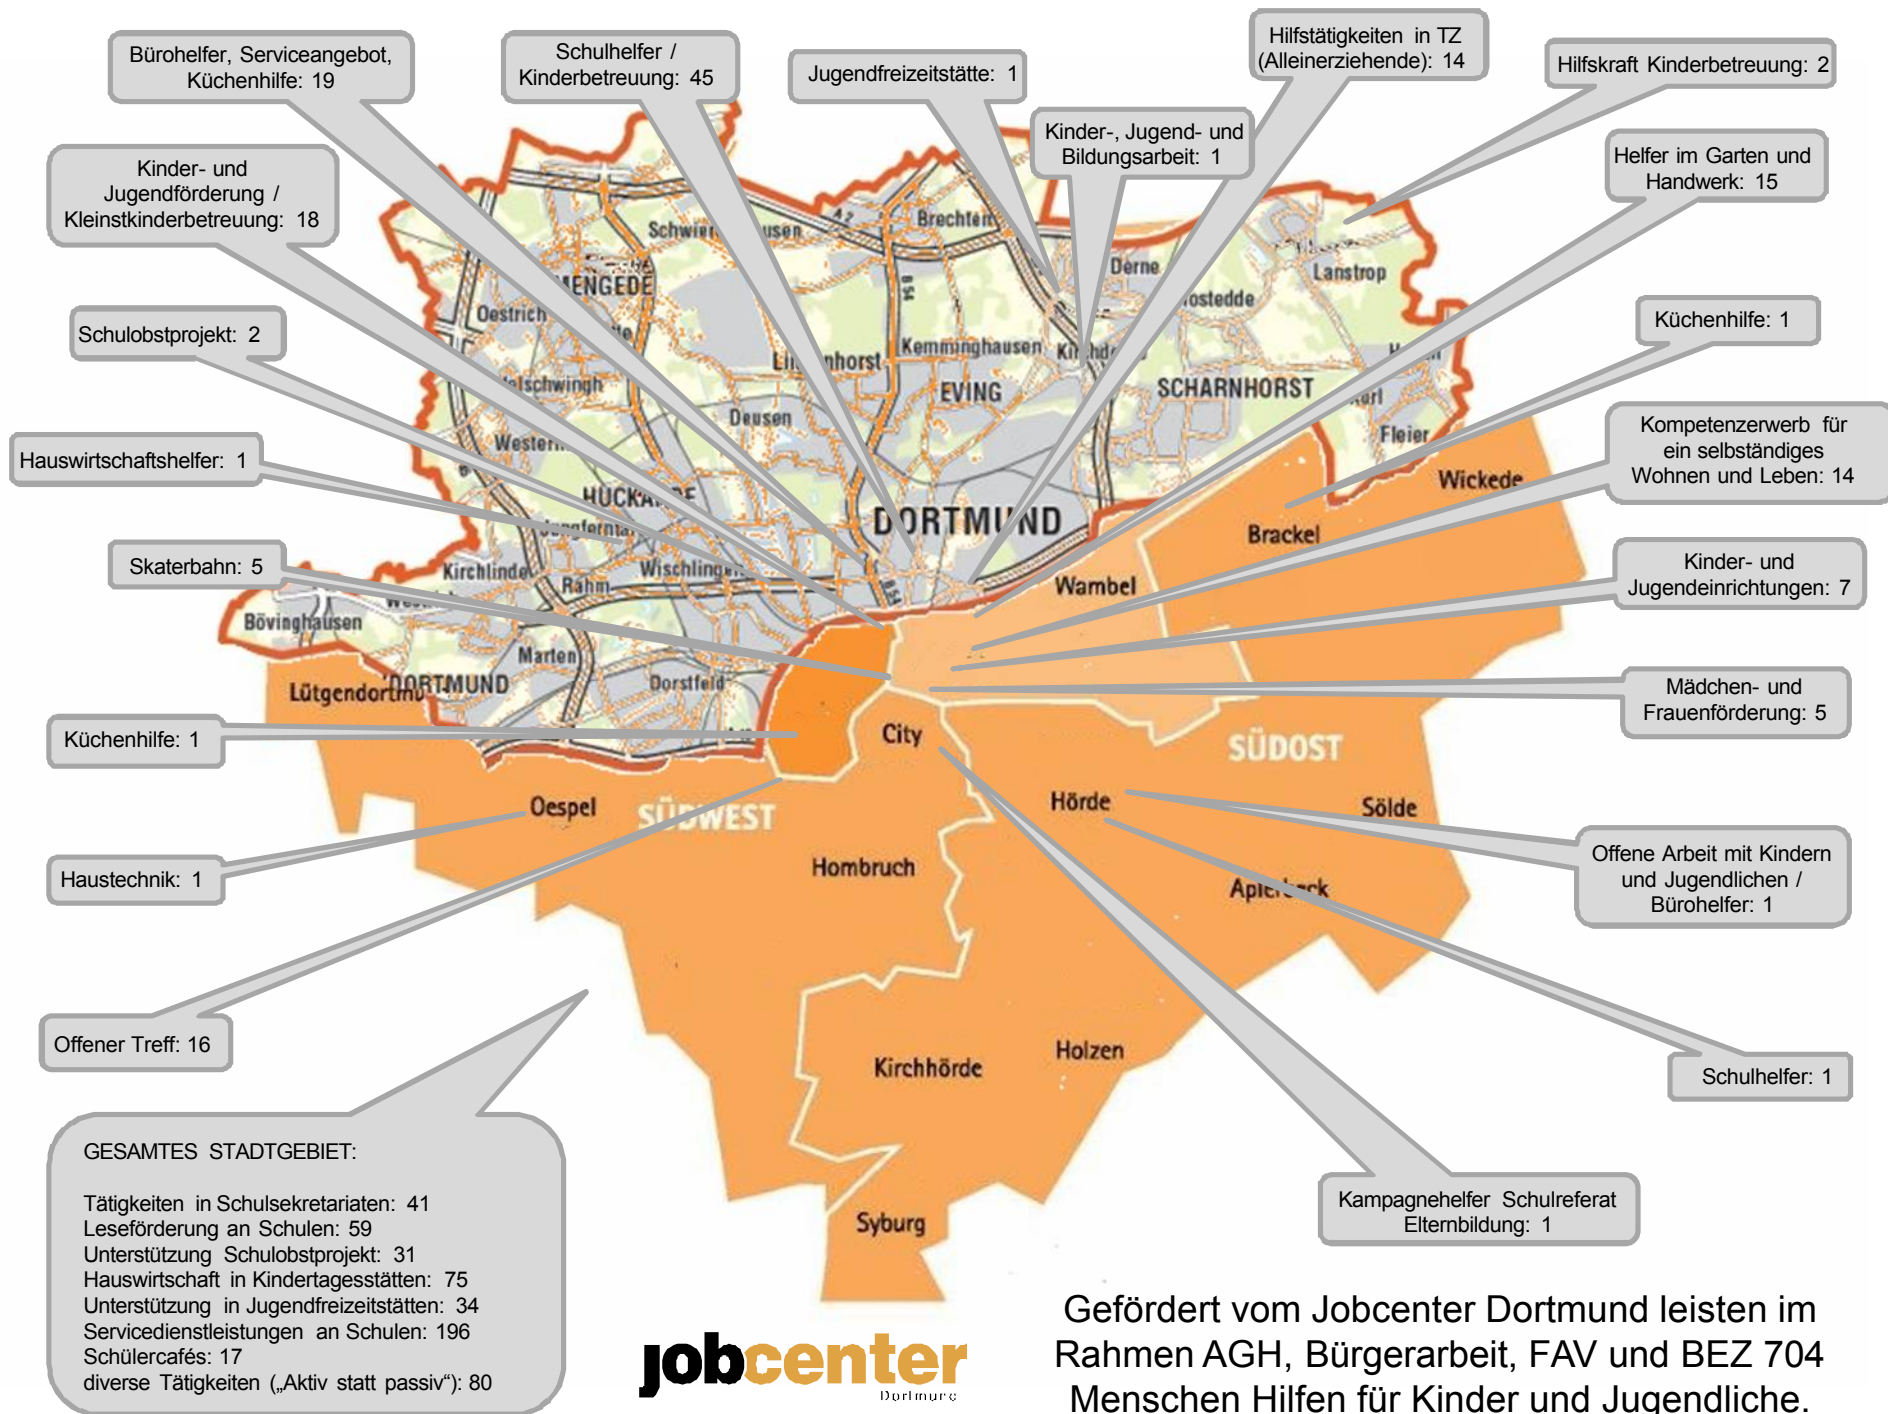 Bürohelfer, Serviceangebot,
Küchenhilfe: 19
Schulhelfer /
Kinderbetreuung: 45
Jugendfreizeitstätte: 1
Hilfstätigkeiten in TZ
(Alleinerziehende): 14
Hilfskraft Kinderbetreuung: 2
Kinder-, Jugend- und
Bildungsarbeit: 1
Kinder- und
Jugendförderung /
Kleinstkinderbetreuung: 18
Helfer im Garten und
Handwerk: 15
Schulobstprojekt: 2
Küchenhilfe: 1
Hauswirtschaftshelfer: 1
Kompetenzerwerb für
ein selbständiges
Wohnen und Leben: 14
Skaterbahn: 5
Kinder- und
Jugendeinrichtungen: 7
Küchenhilfe: 1
Mädchen- und
Frauenförderung: 5
Haustechnik: 1
Offene Arbeit mit Kindern
und Jugendlichen /
Bürohelfer: 1
Offener Treff: 16
Schulhelfer: 1
Kampagnehelfer Schulreferat
Elternbildung: 1
A 2
Brechten
Derne
Lanstrop
MENGEDE
B 54
Oestrich
Kemminghausen
EVING
SCHARNHORST
Deusen
Fleier
Wickede
DORTMUND
Brackel
Kirchlinde
Rahm
Wambel
B 54
Bövinghausen
Marten
DORTMUND
Dorstfeld
City
SÜDOST
Oespel
SÜDWEST
Hörde
Sölde
Hombruch
Holzen
Kirchhörde
Syburg
GESAMTES STADTGEBIET:
Tätigkeiten in Schulsekretariaten: 41
Leseförderung an Schulen: 59
Unterstützung Schulobstprojekt: 31
Hauswirtschaft in Kindertagesstätten: 75
Unterstützung in Jugendfreizeitstätten: 34
Servicedienstleistungen an Schulen: 196
Schülercafés: 17
diverse Tätigkeiten („Aktiv statt passiv“): 80
jobcenter
Dortmund
Gefördert vom Jobcenter Dortmund leisten im
Rahmen AGH, Bürgerarbeit, FAV und BEZ 704
Menschen Hilfen für Kinder und Jugendliche.